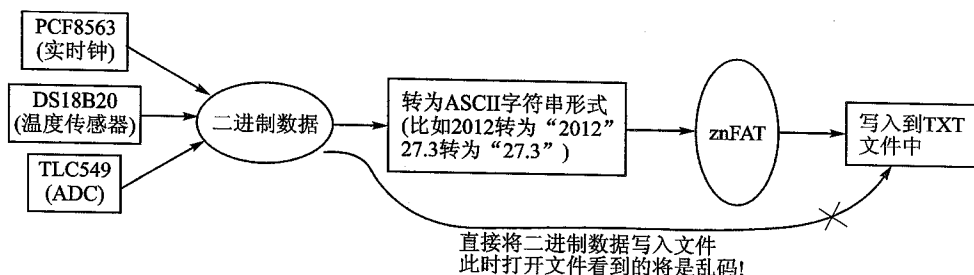 PCF8563
(实时钟)
DS18B20
(温度传感器)
TLC549
(ADC)
二进制数据
转为ASCII字符串形式
(比如2012转为“2012”
27.3转为“27.3”)
znFAT
写入到TXT
文件中
直接将二进制数据写入文件
此时打开文件看到的将是乱码!